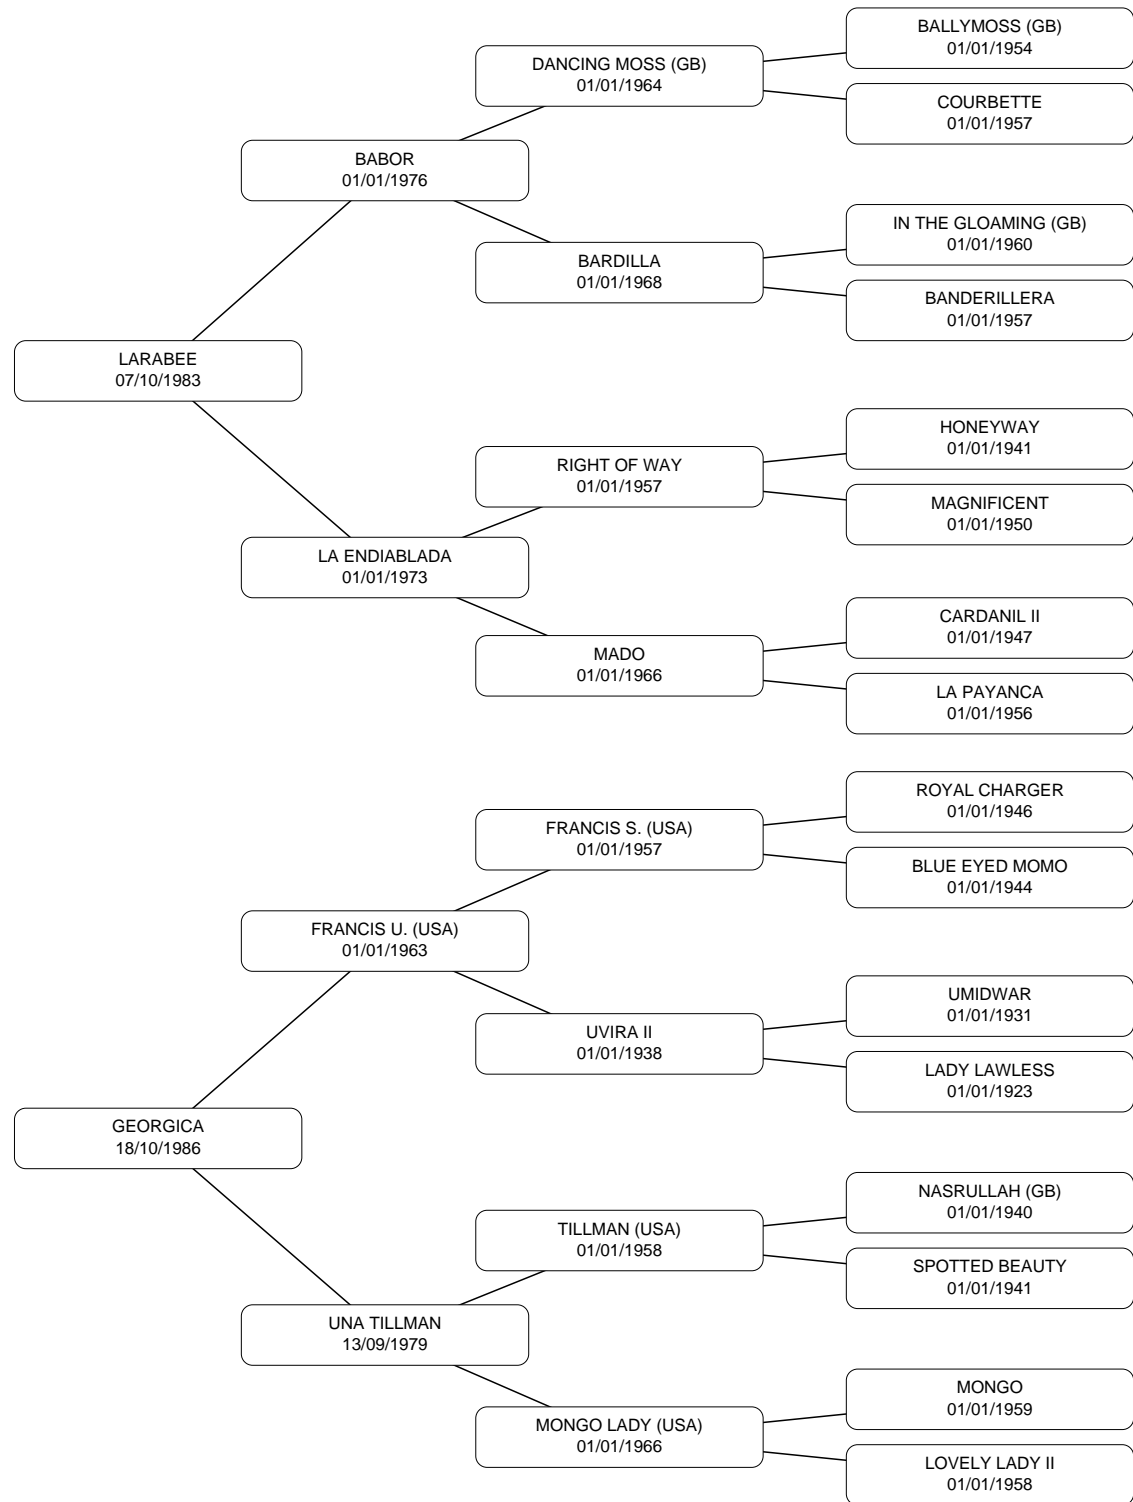 BALLYMOSS (GB)
01/01/1954
DANCING MOSS (GB)
01/01/1964
COURBETTE
01/01/1957
BABOR
01/01/1976
IN THE GLOAMING (GB)
01/01/1960
BARDILLA
01/01/1968
BANDERILLERA
01/01/1957
LARABEE
07/10/1983
HONEYWAY
01/01/1941
RIGHT OF WAY
01/01/1957
MAGNIFICENT
01/01/1950
LA ENDIABLADA
01/01/1973
CARDANIL II
01/01/1947
MADO
01/01/1966
LA PAYANCA
01/01/1956
ROYAL CHARGER
01/01/1946
FRANCIS S. (USA)
01/01/1957
BLUE EYED MOMO
01/01/1944
FRANCIS U. (USA)
01/01/1963
UMIDWAR
01/01/1931
UVIRA II
01/01/1938
LADY LAWLESS
01/01/1923
GEORGICA
18/10/1986
NASRULLAH (GB)
01/01/1940
TILLMAN (USA)
01/01/1958
SPOTTED BEAUTY
01/01/1941
UNA TILLMAN
13/09/1979
MONGO
01/01/1959
MONGO LADY (USA)
01/01/1966
LOVELY LADY II
01/01/1958